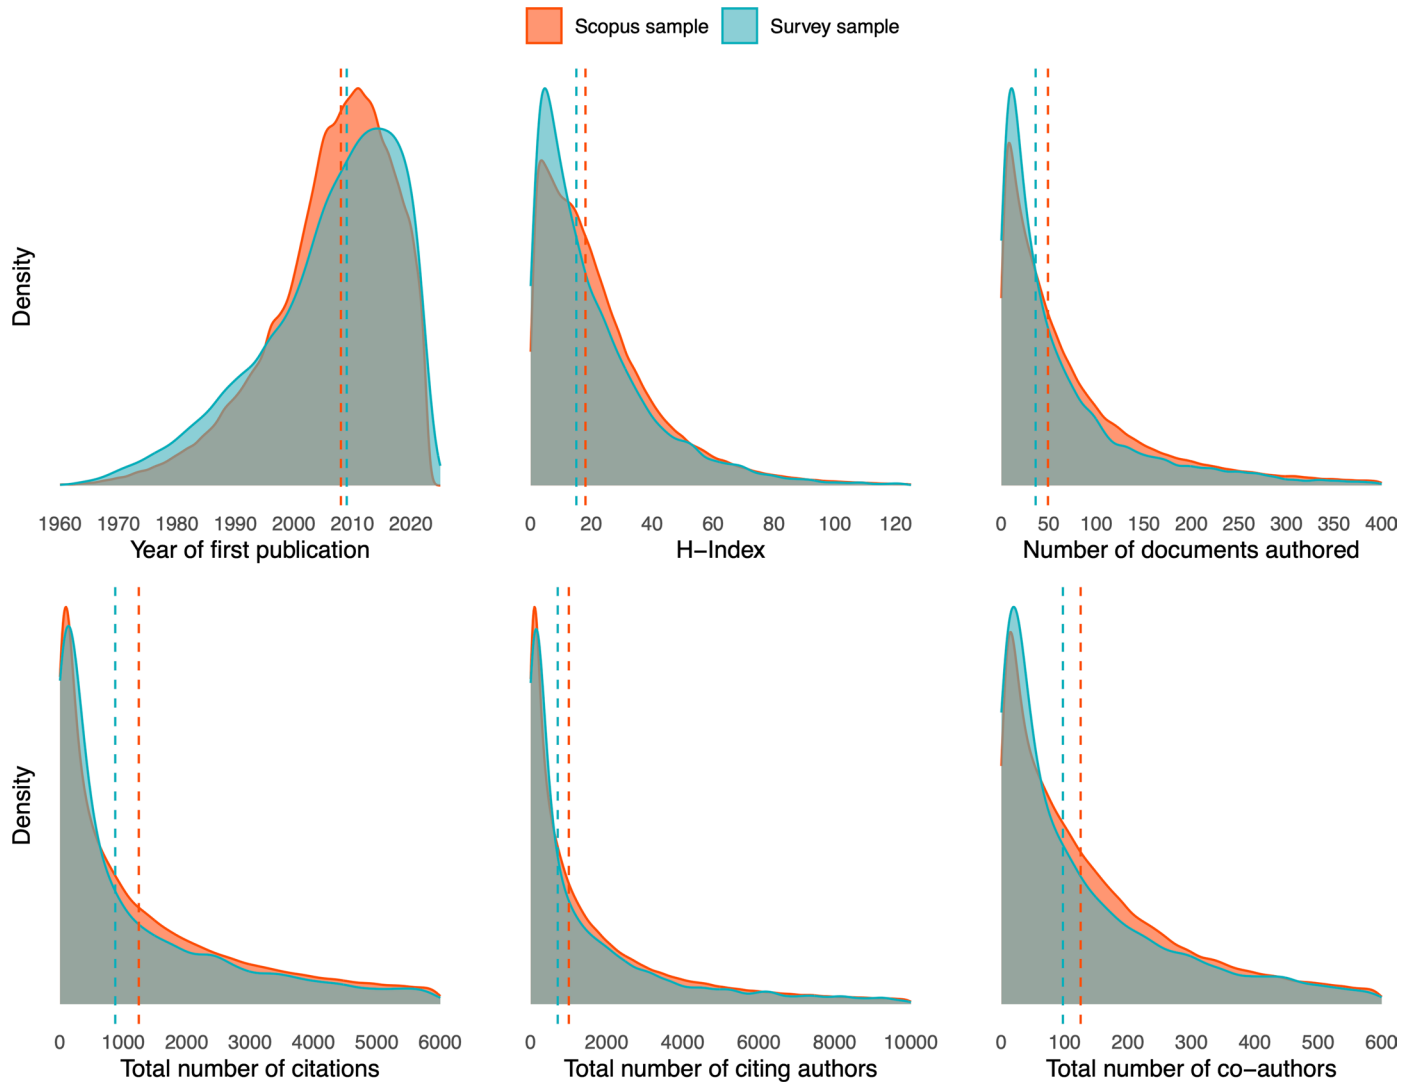 Scopus sample Survey sample
Density
1960 1970 1980 1990 2000 2010 2020
0 20 40 60 80 100 120
0 50 100 150 200 250 300 350 400
Year of first publication
H−Index
Number of documents authored
Density
0 1000 2000 3000 4000 5000 6000
0 2000 4000 6000 8000 10000
0 100 200 300 400 500 600
Total number of citations
Total number of citing authors
Total number of co−authors